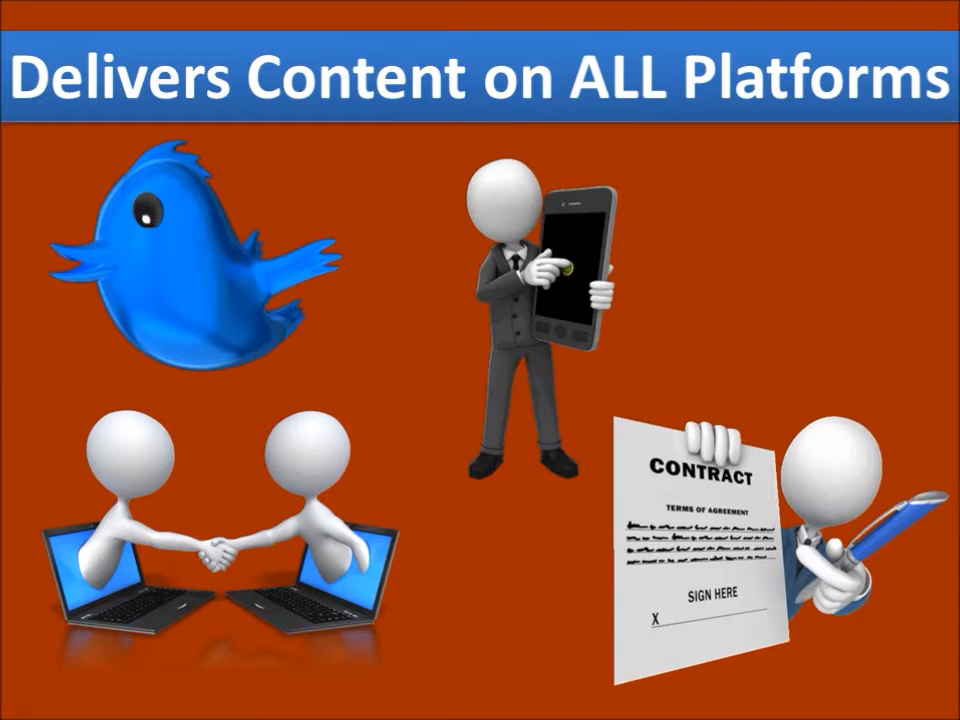 Delivers Content on ALL Platforms
CONTRACT
TERMS OF AGREEMENT
SIGN HERE
X